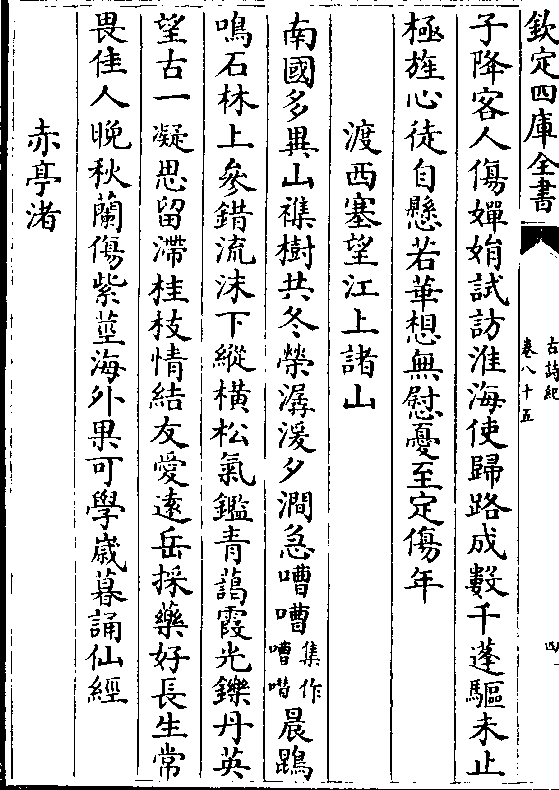 欽定四庫全書
古詩紀
卷八十五
四
子降客人傷嬋娟試訪淮海使歸路成數千蓬驅未止
極旌心徒自懸若華想無慰憂至定傷年
渡西塞望江上諸山
南國多異山襍樹共冬榮潺湲夕澗急嘈嘈集作嘈㗩晨鵾
鳴石林上參錯流沫下縱橫松氣鑑青藹霞光鑠丹英
望古一凝思留滯桂枝情結友愛遠岳採藥好長生常
畏佳人晚秋蘭傷紫莖海外果可學歲暮誦仙經
赤亭渚